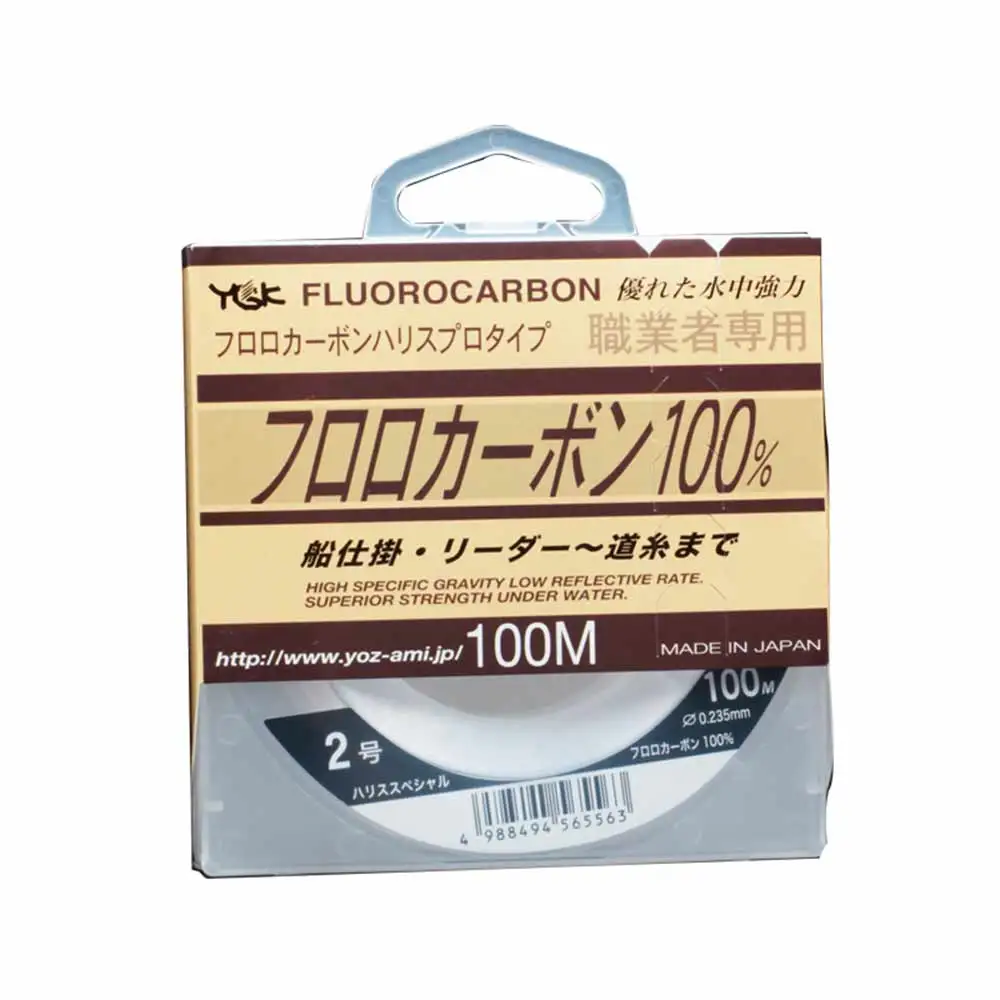 YGK FLUOROCARBON 優れた水中強力
フロロカーボンハリスプロタイプ 職業者専用
フロロカーボン100%
船仕掛・リーダー～道糸まで
HIGH SPECIFIC GRAVITY LOW REFLECTIVE RATE.
SUPERIOR STRENGTH UNDER WATER.
http://www.yoz-ami.jp/ 100M MADE IN JAPAN
100M
Ø0.235mm
2号
フロロカーボン 100%
ハリススペシャル
4 988494 565563